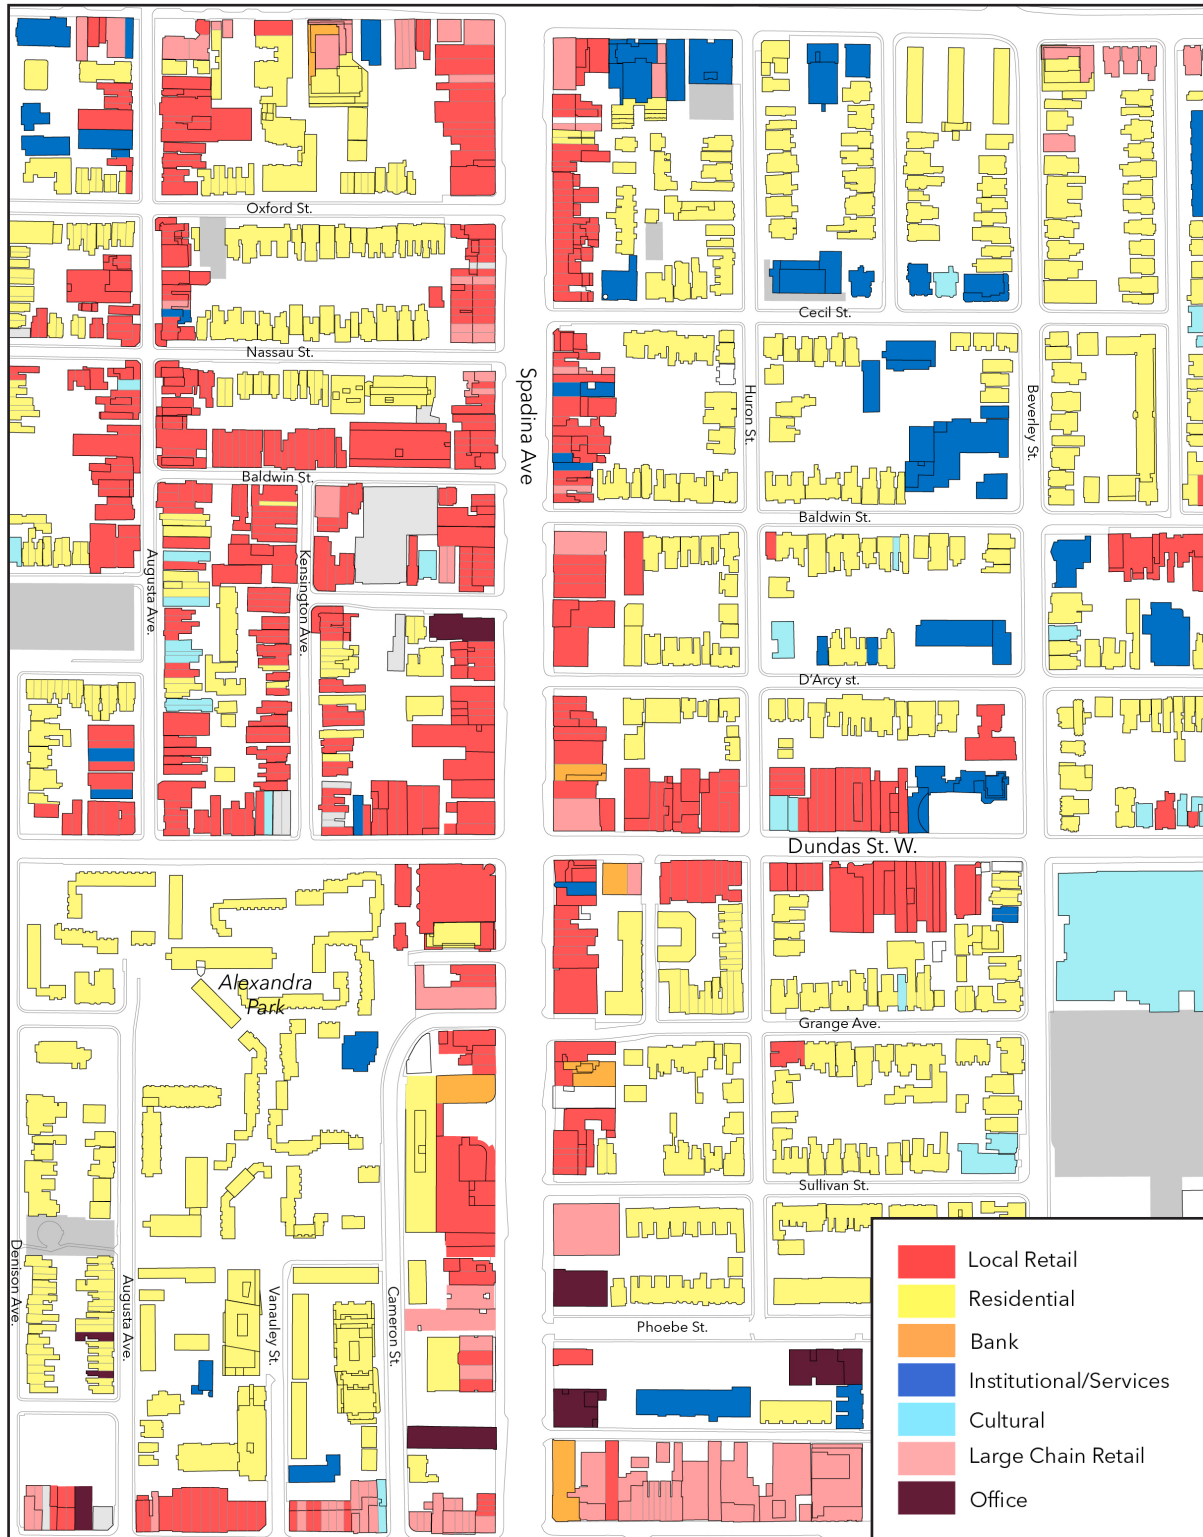 Oxford St.
Cecil St.
Nassau St.
Spadina Ave
Huron St.
Beverley St.
Baldwin St.
Baldwin St.
Augusta Ave.
Kensington Ave.
D'Arcy st.
Dundas St. W.
Alexandra
Park
Grange Ave.
Sullivan St.
Denison Ave.
Augusta Ave.
Vanauley St.
Cameron St.
Phoebe St.
Local Retail
Residential
Bank
Institutional/Services
Cultural
Large Chain Retail
Office